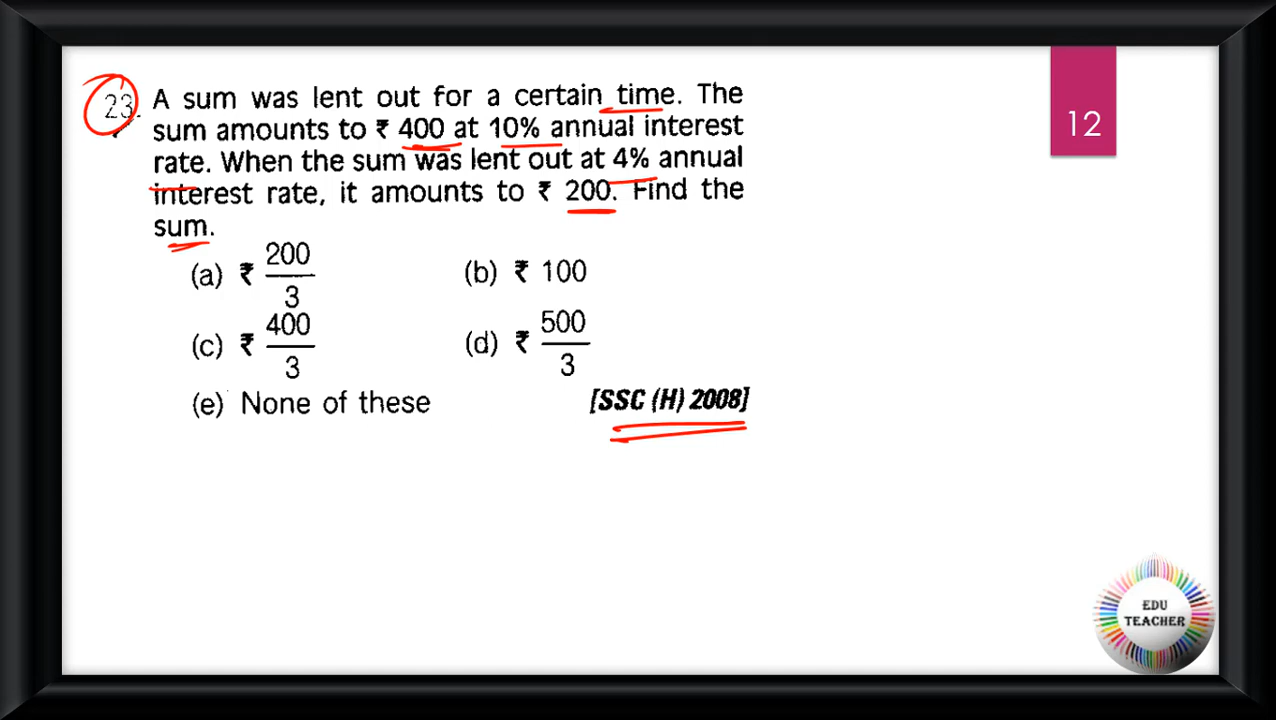 23. A sum was lent out for a certain time. The
sum amounts to ₹ 400 at 10% annual interest
rate. When the sum was lent out at 4% annual
interest rate, it amounts to ₹ 200. Find the
sum.
(a) ₹ 200/3 (b) ₹ 100
(c) ₹ 400/3 (d) ₹ 500/3
(e) None of these [SSC (H) 2008]
12
EDU
TEACHER